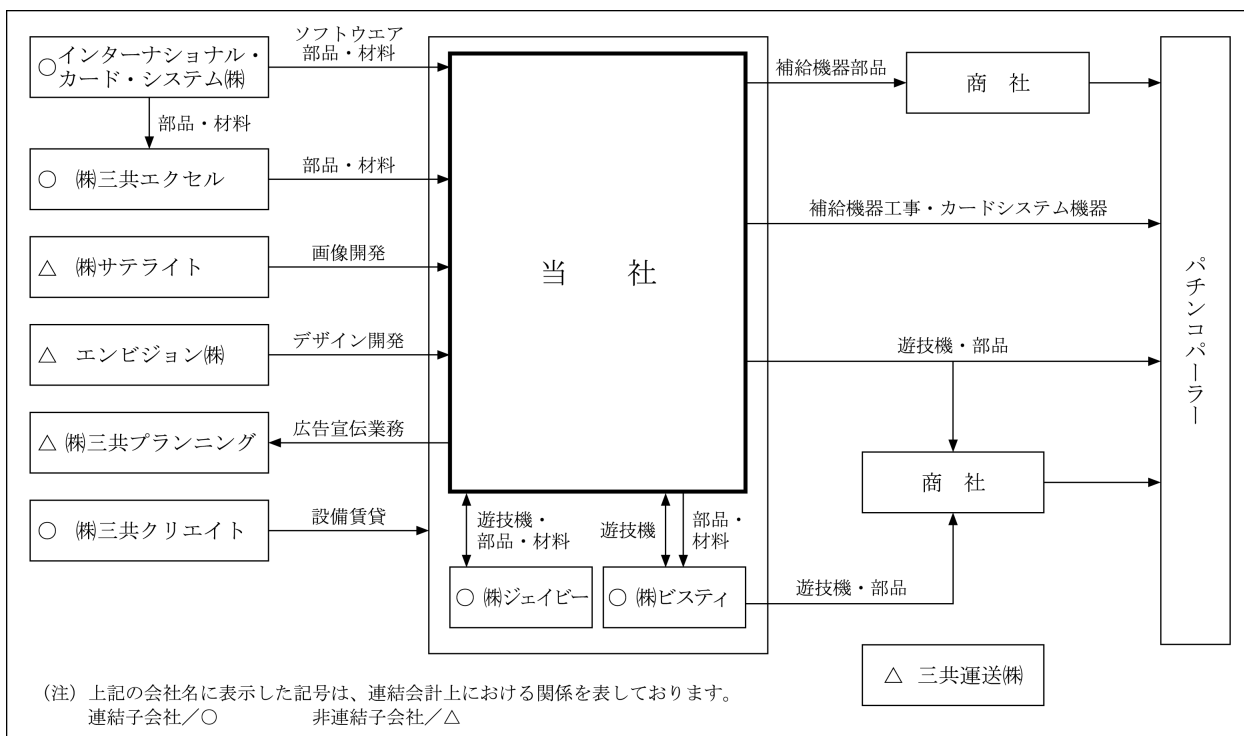 ○インターナショナル・
カード・システム㈱
ソフトウエア
部品・材料
部品・材料
○ ㈱三共エクセル
部品・材料
△ ㈱サテライト
画像開発
△ エンビジョン㈱
デザイン開発
△ ㈱三共プランニング
広告宣伝業務
○ ㈱三共クリエイト
設備賃貸
当 社
遊技機・
部品・材料
遊技機
部品・
材料
○ ㈱ジェイビー
○ ㈱ビスティ
補給機器部品
商 社
補給機器工事・カードシステム機器
遊技機・部品
商 社
遊技機・部品
パチンコパーラー
△ 三共運送㈱
（注）上記の会社名に表示した記号は、連結会計上における関係を表しております。
連結子会社／○ 非連結子会社／△